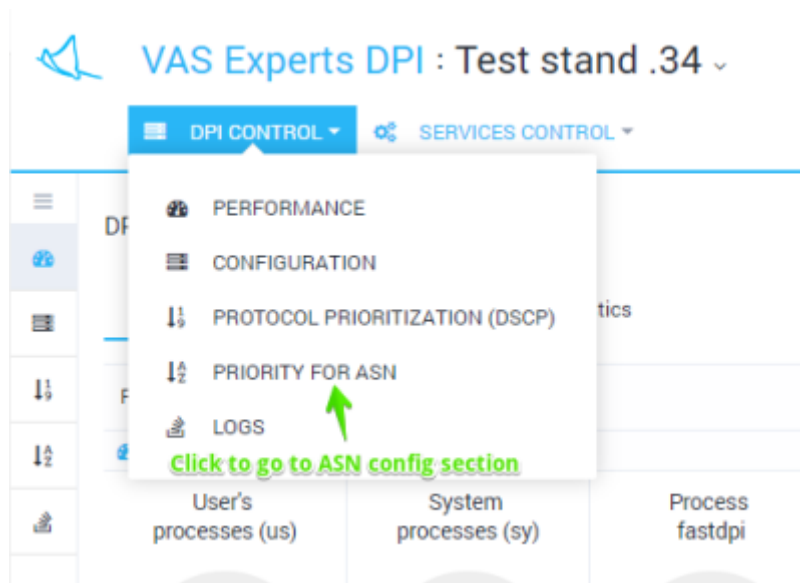 VAS Experts DPI : Test stand .34
DPI CONTROL
SERVICES CONTROL
PERFORMANCE
CONFIGURATION
PROTOCOL PRIORITIZATION (DSCP)
PRIORITY FOR ASN
LOGS
Click to go to ASN config section
User's
processes (us)
System
processes (sy)
Process
fastdpi